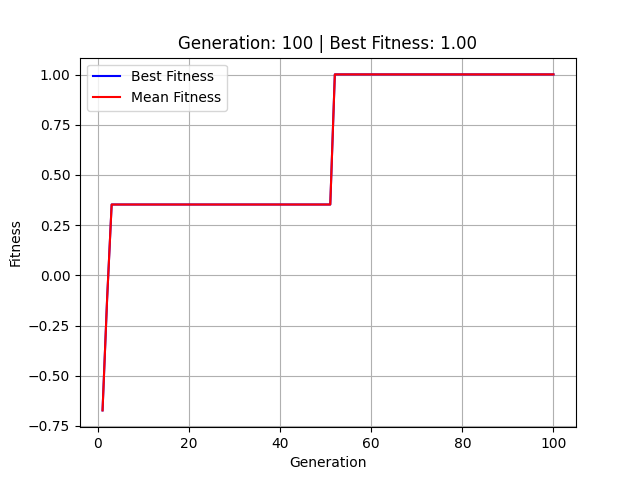 Generation: 100 | Best Fitness: 1.00
Best Fitness
Mean Fitness
1.00
0.75
0.50
0.25
0.00
−0.25
−0.50
−0.75
Fitness
0 20 40 60 80 100
Generation